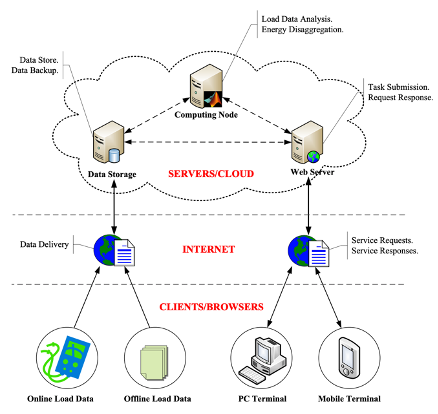 Load Data Analysis.
Energy Disaggregation.
Data Store.
Data Backup.
Task Submission.
Request Response.
Computing Node
Data Storage
Web Server
SERVERS/CLOUD
Data Delivery
INTERNET
Service Requests.
Service Responses.
CLIENTS/BROWSERS
Online Load Data
Offline Load Data
PC Terminal
Mobile Terminal